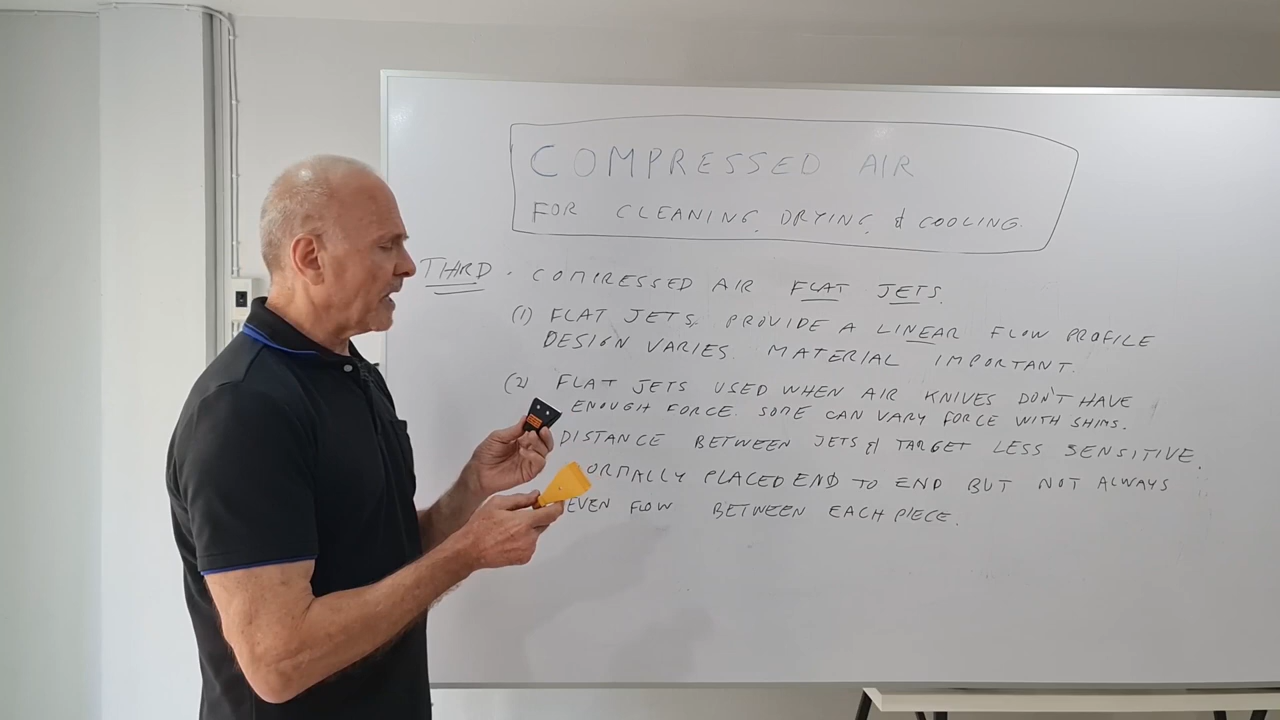 COMPRESSED AIR
FOR CLEANING, DRYING, & COOLING.
THIRD - COMPRESSED AIR FLAT JETS.
(1) FLAT JETS, PROVIDE A LINEAR FLOW PROFILE
DESIGN VARIES. MATERIAL IMPORTANT.
(2) FLAT JETS USED WHEN AIR KNIVES DON'T HAVE
ENOUGH FORCE. SOME CAN VARY FORCE WITH SHIMS.
DISTANCE BETWEEN JETS & TARGET LESS SENSITIVE.
ORMALLY PLACED END TO END BUT NOT ALWAYS
EVEN FLOW BETWEEN EACH PIECE.